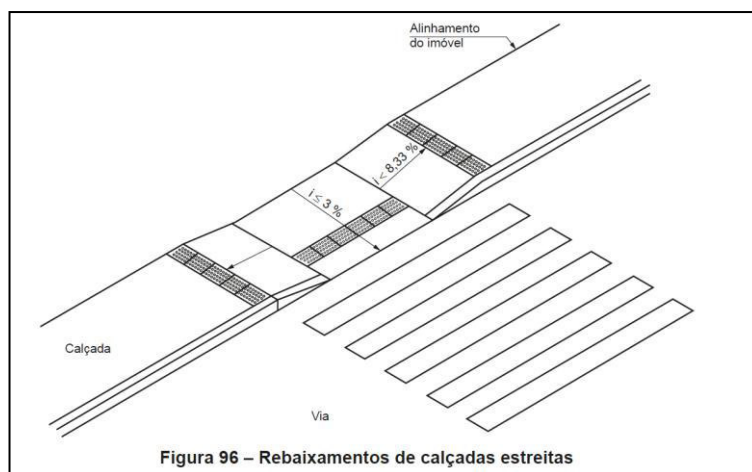 Alinhamento
do imóvel
i < 8,33 %
i ≤ 3 %
Calçada
Via
Figura 96 – Rebaixamentos de calçadas estreitas